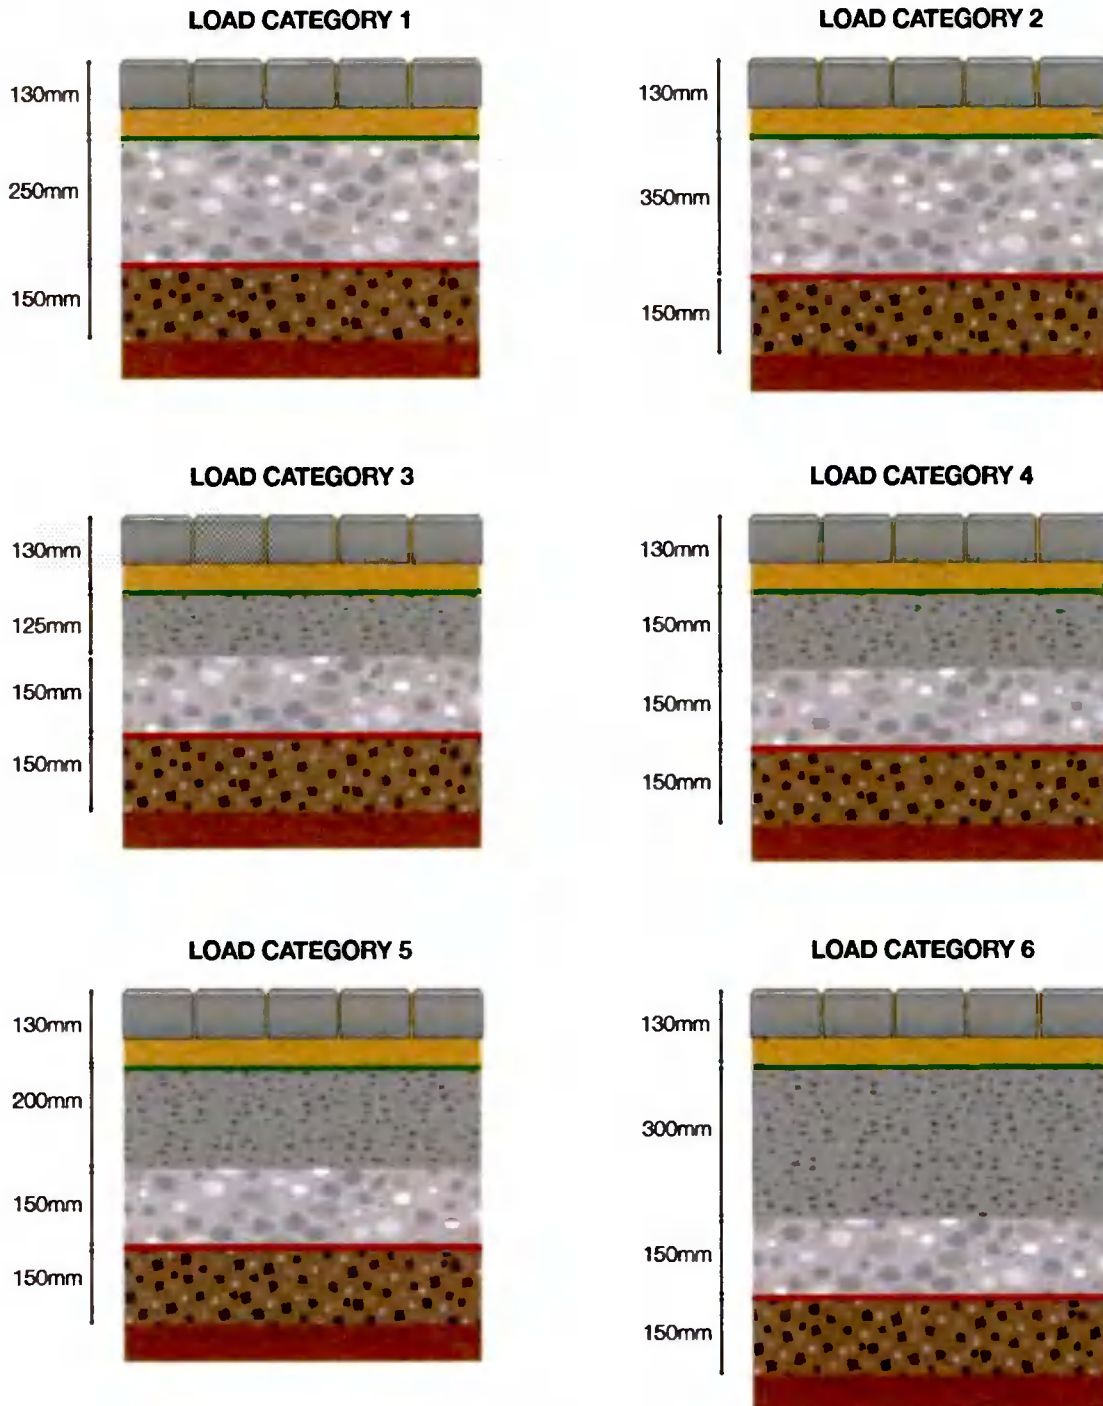 LOAD CATEGORY 1
130mm
250mm
150mm
LOAD CATEGORY 2
130mm
350mm
150mm
LOAD CATEGORY 3
130mm
125mm
150mm
150mm
LOAD CATEGORY 4
130mm
150mm
150mm
150mm
LOAD CATEGORY 5
130mm
200mm
150mm
150mm
LOAD CATEGORY 6
130mm
300mm
150mm
150mm